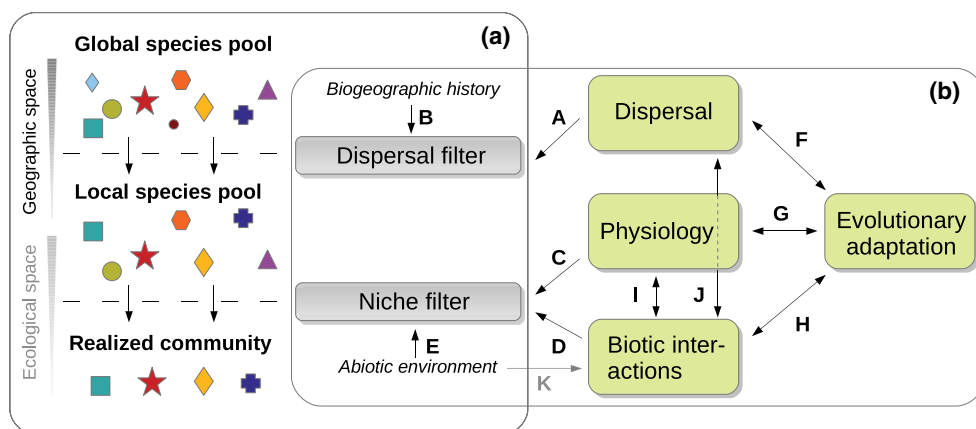 (a)
Global species pool
Geographic space
Local species pool
Ecological space
Realized community
(b)
Biogeographic history
B
Dispersal filter
A
Dispersal
F
Physiology
G
Evolutionary
adaptation
C
Niche filter
I
J
H
D
Biotic inter-
actions
E
Abiotic environment
K